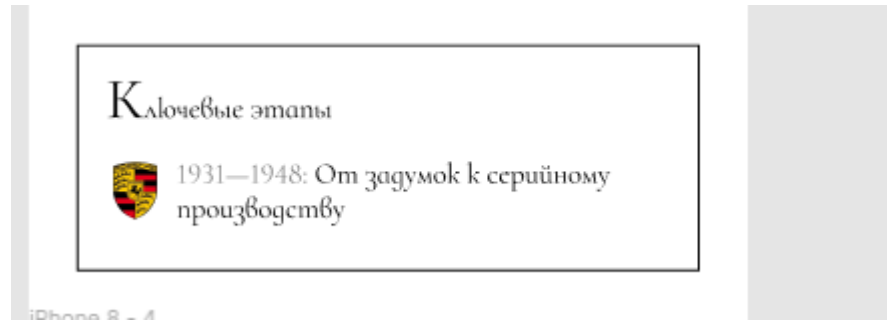 Ключевые этапы
1931—1948: От задумок к серийному
производству
iPhone 8 - 4